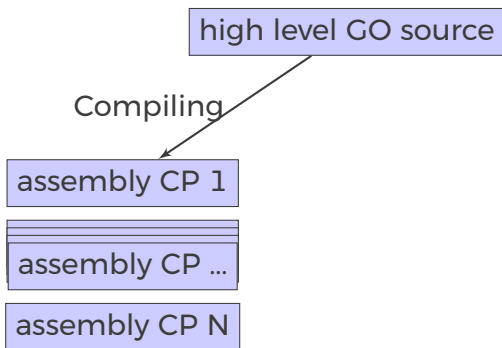 high level GO source
Compiling
assembly CP 1
assembly CP ...
assembly CP N